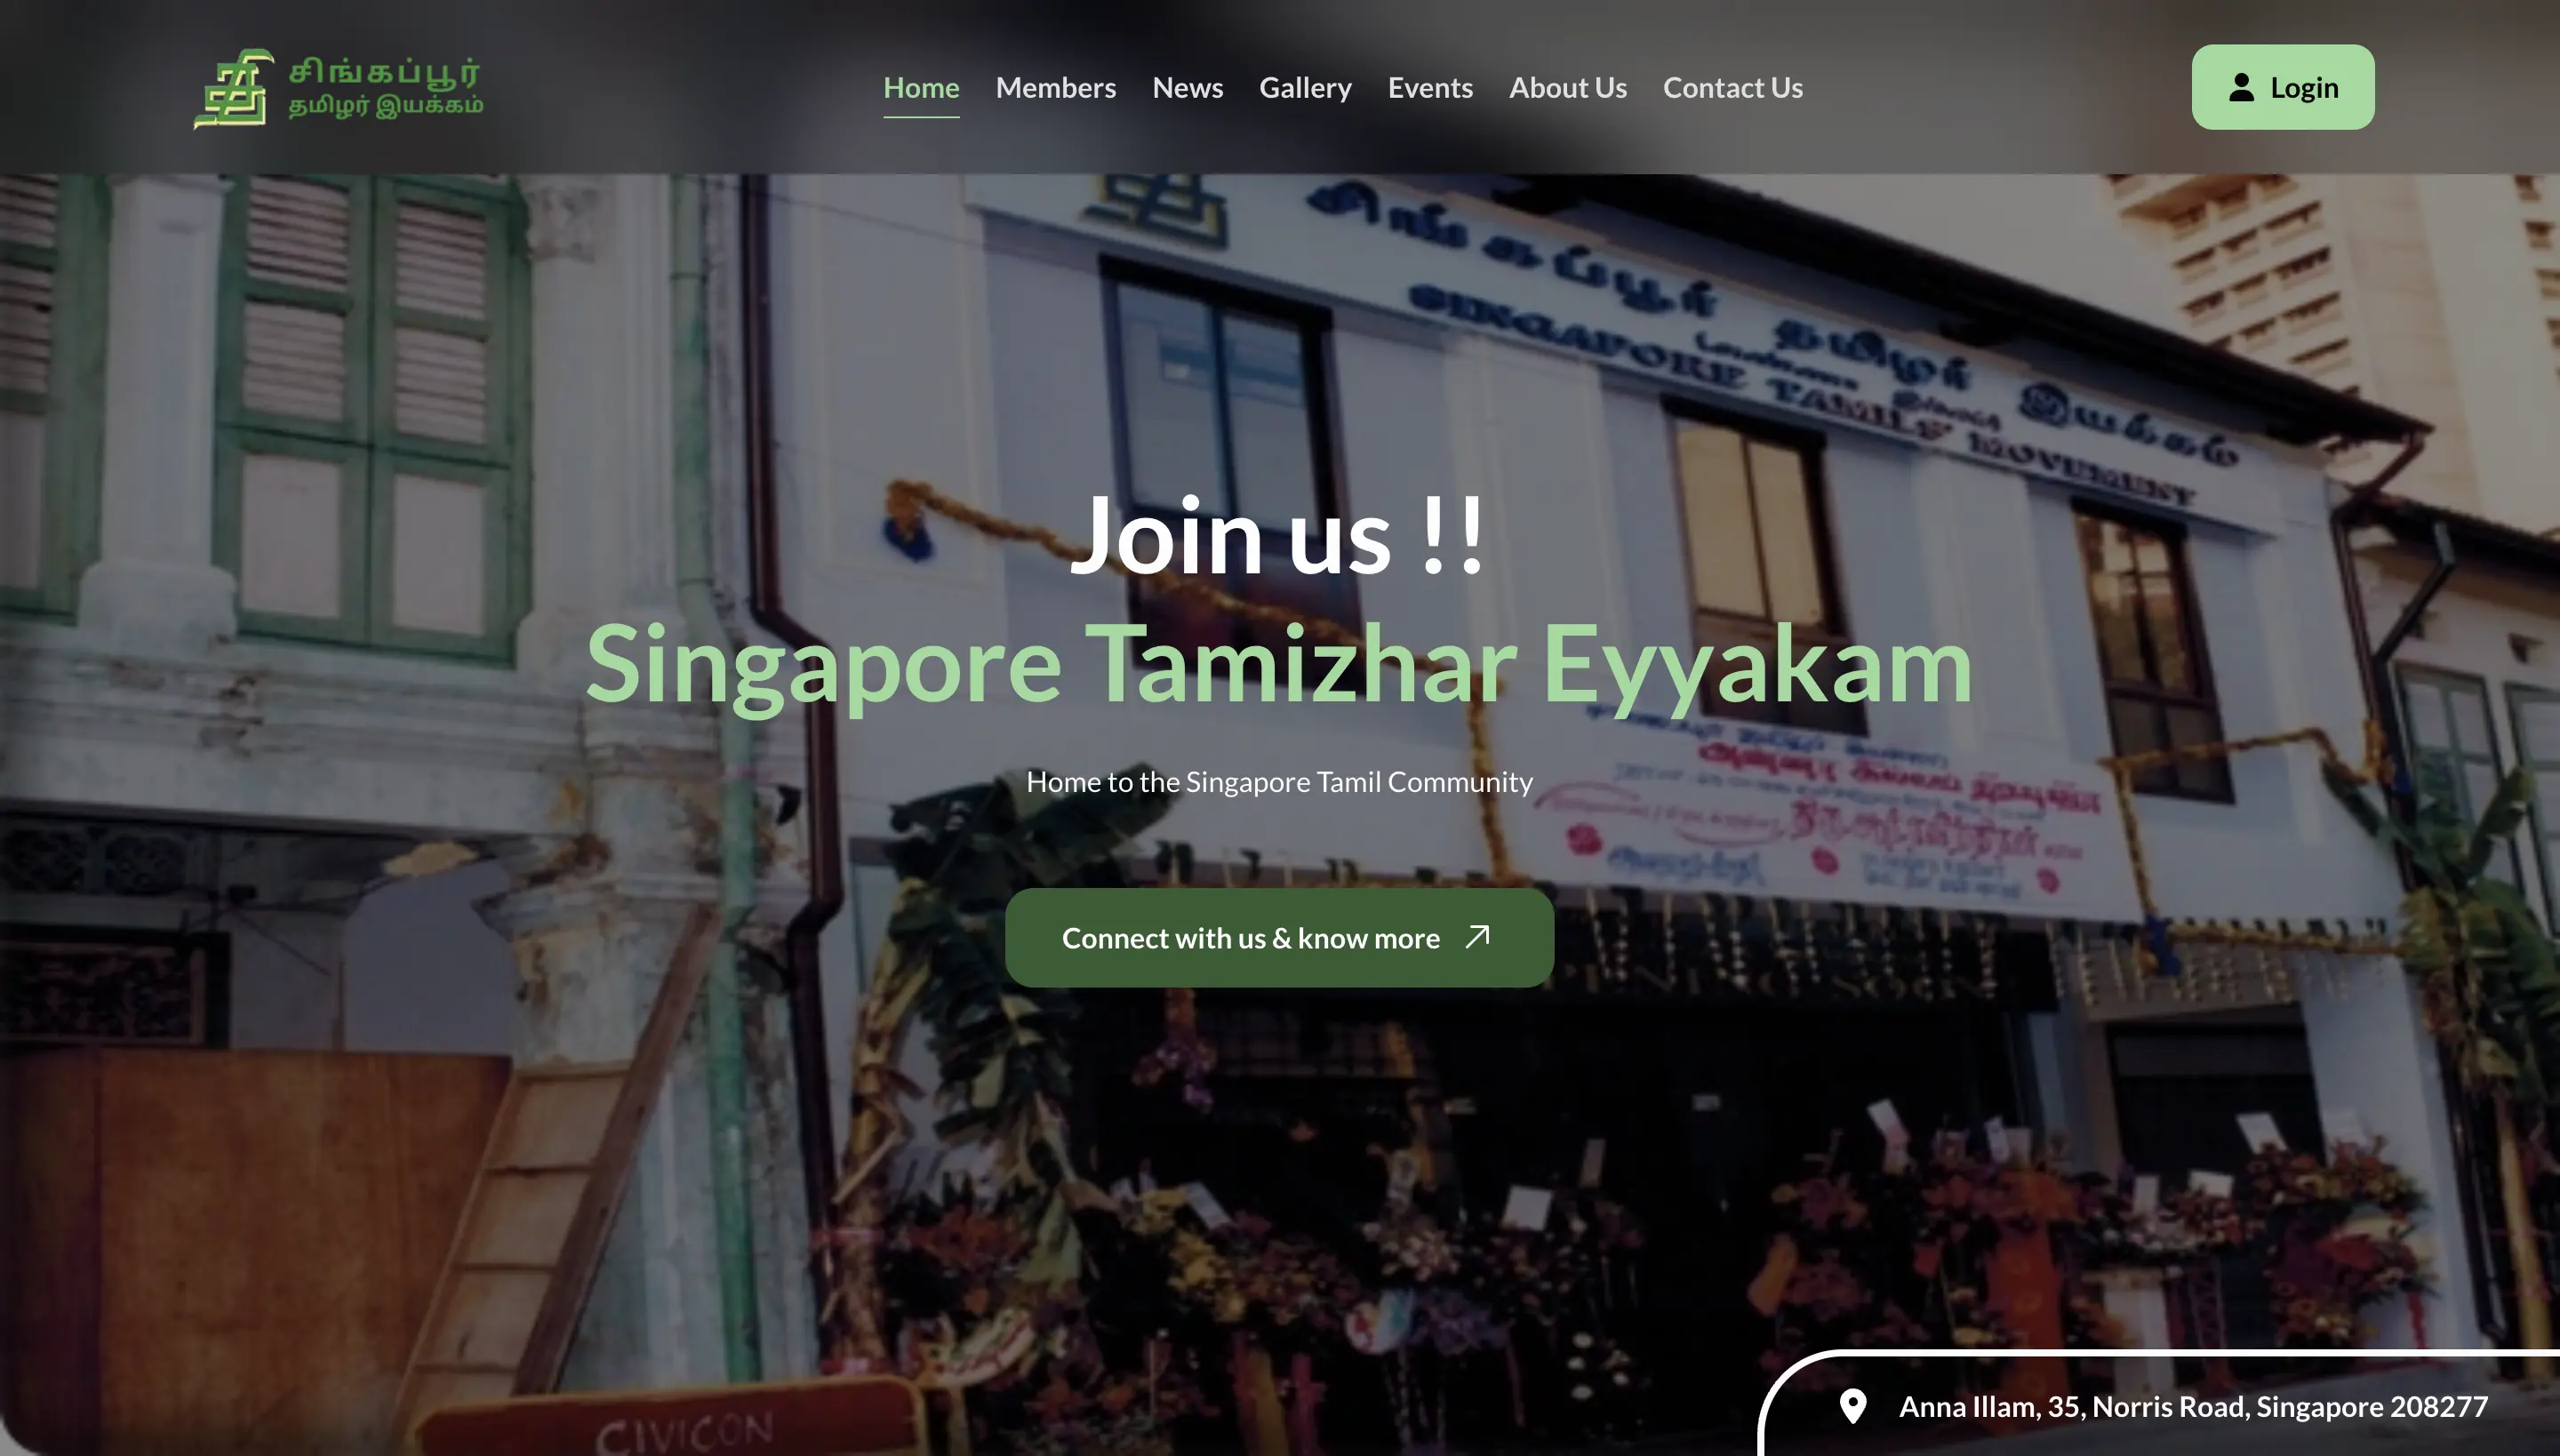 சிங்கப்பூர்
தமிழர் இயக்கம்
Home Members News Gallery Events About Us Contact Us
Login
சிங்கப்பூர் தமிழர் இயக்கம்
SINGAPORE TAMILS MOVEMENT
Join us !!
Singapore Tamizhar Eyyakam
Home to the Singapore Tamil Community
Connect with us & know more
CIVICON
Anna Illam, 35, Norris Road, Singapore 208277